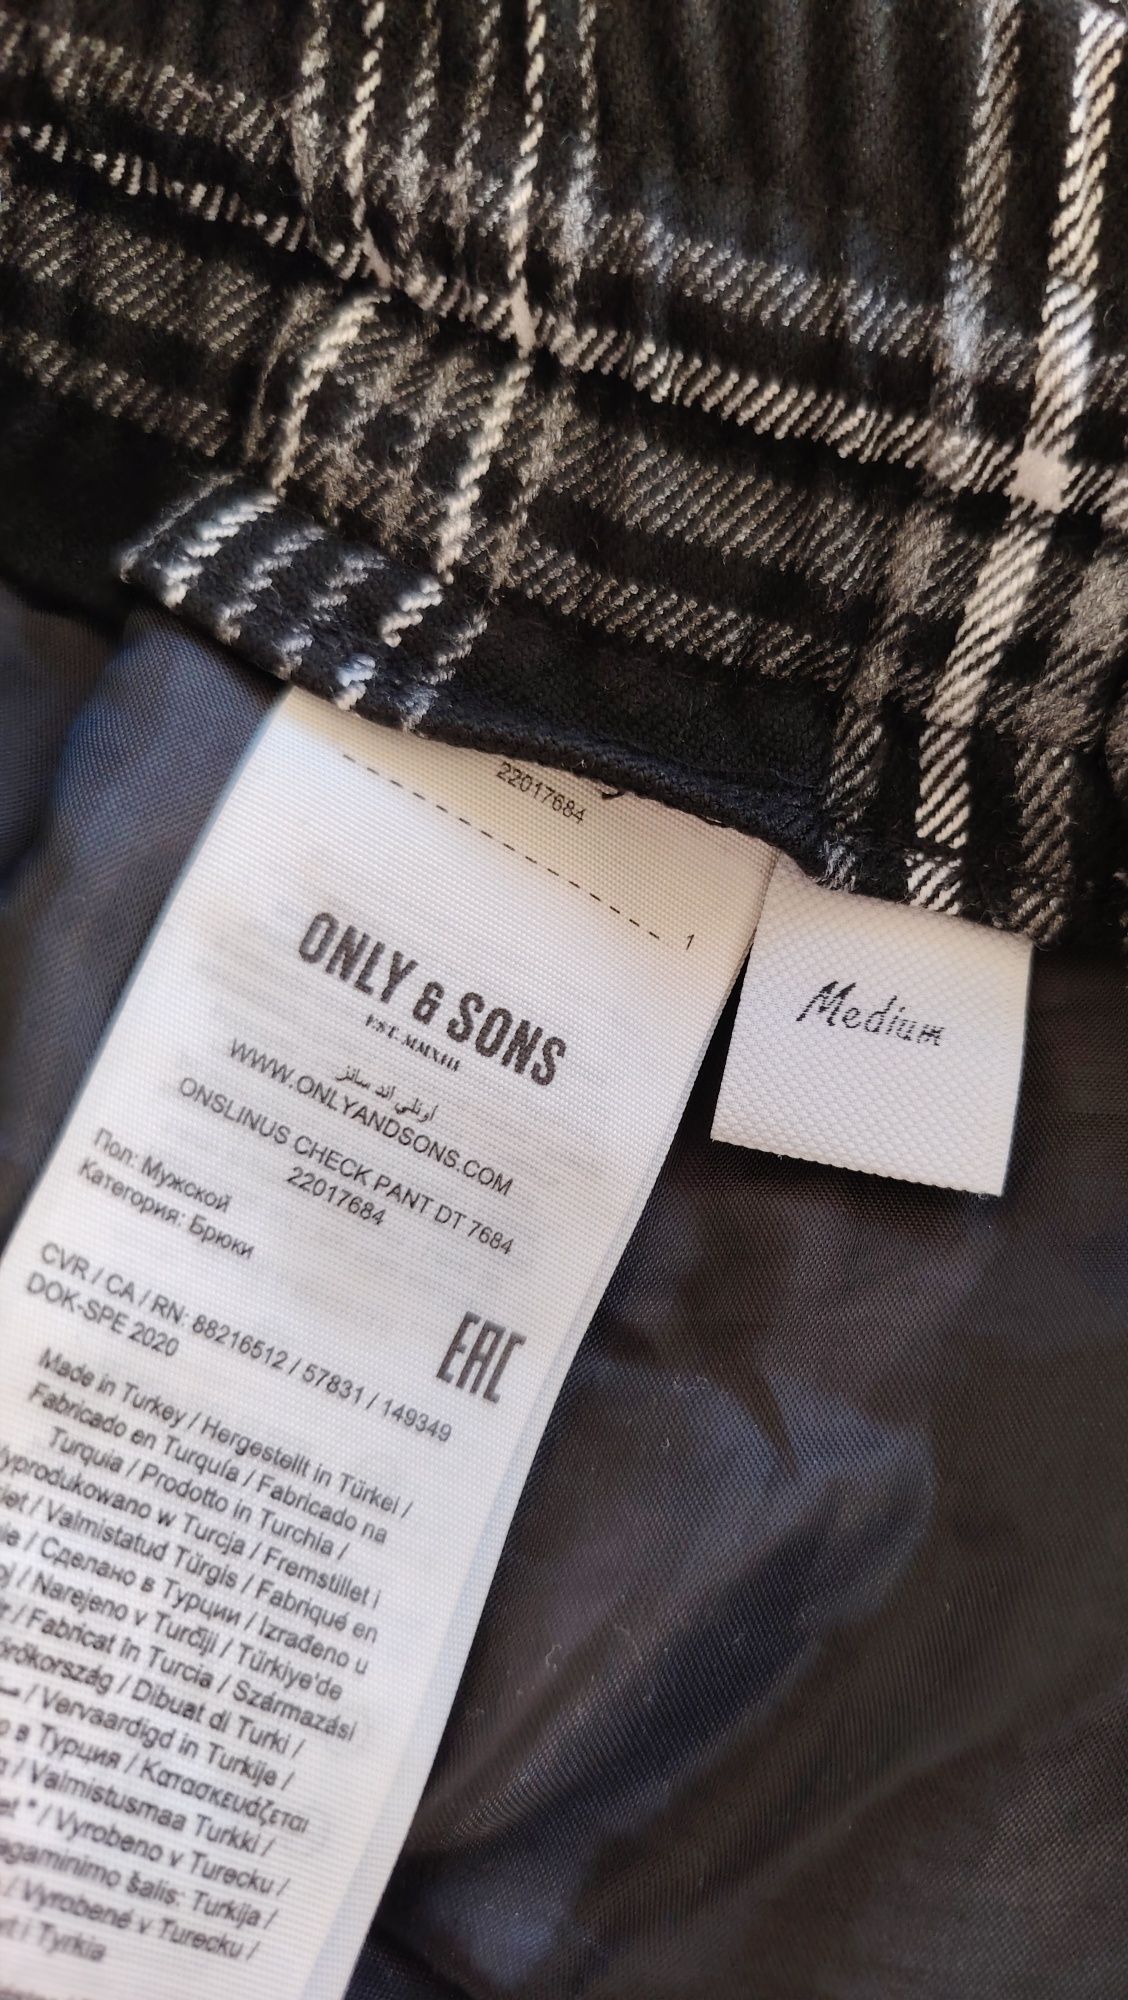 22017684
1
ONLY & SONS
EST. MMXIII
اونلي اند سانز
WWW.ONLYANDSONS.COM
ONSLINUS CHECK PANT DT 7684
22017684
Пол: Мужской
Категория: Брюки
CVR / CA / RN: 88216512 / 57831 / 149349
DOK-SPE 2020
EAC
Made in Turkey / Hergestellt in Türkei /
Fabricado en Turquía / Fabricado na
Turquia / Prodotto in Turchia /
Wyprodukowano w Turcja / Fremstillet i
/ Valmistatud Türgis / Fabriqué en
/ Сделано в Турции / Izradeno u
/ Narejeno v Turčiji / Türkiye'de
/ Fabricat în Turcia / Származási
/ Dibuat di Turki /
/ Vervaardigd in Turkije /
в Турция / Κατασκευάζεται
/ Valmistusmaa Turkki /
* / Vyrobeno v Turecku /
šalis: Turkija /
/ Vyrobené v Turecku /
i Tyrkia
Medium